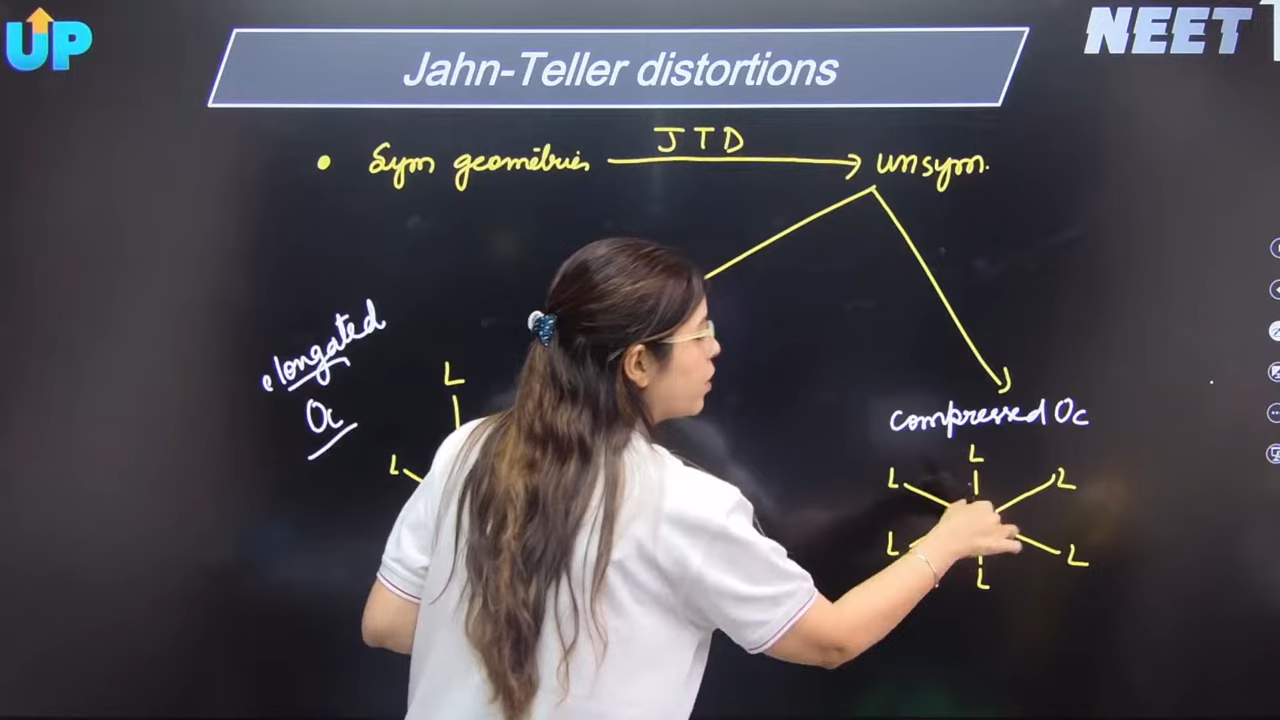 UP
NEET
Jahn-Teller distortions
• Sym geometries JTD unsym.
elongated
Oc
compressed Oc
L
L
L
L
L
L
L
L